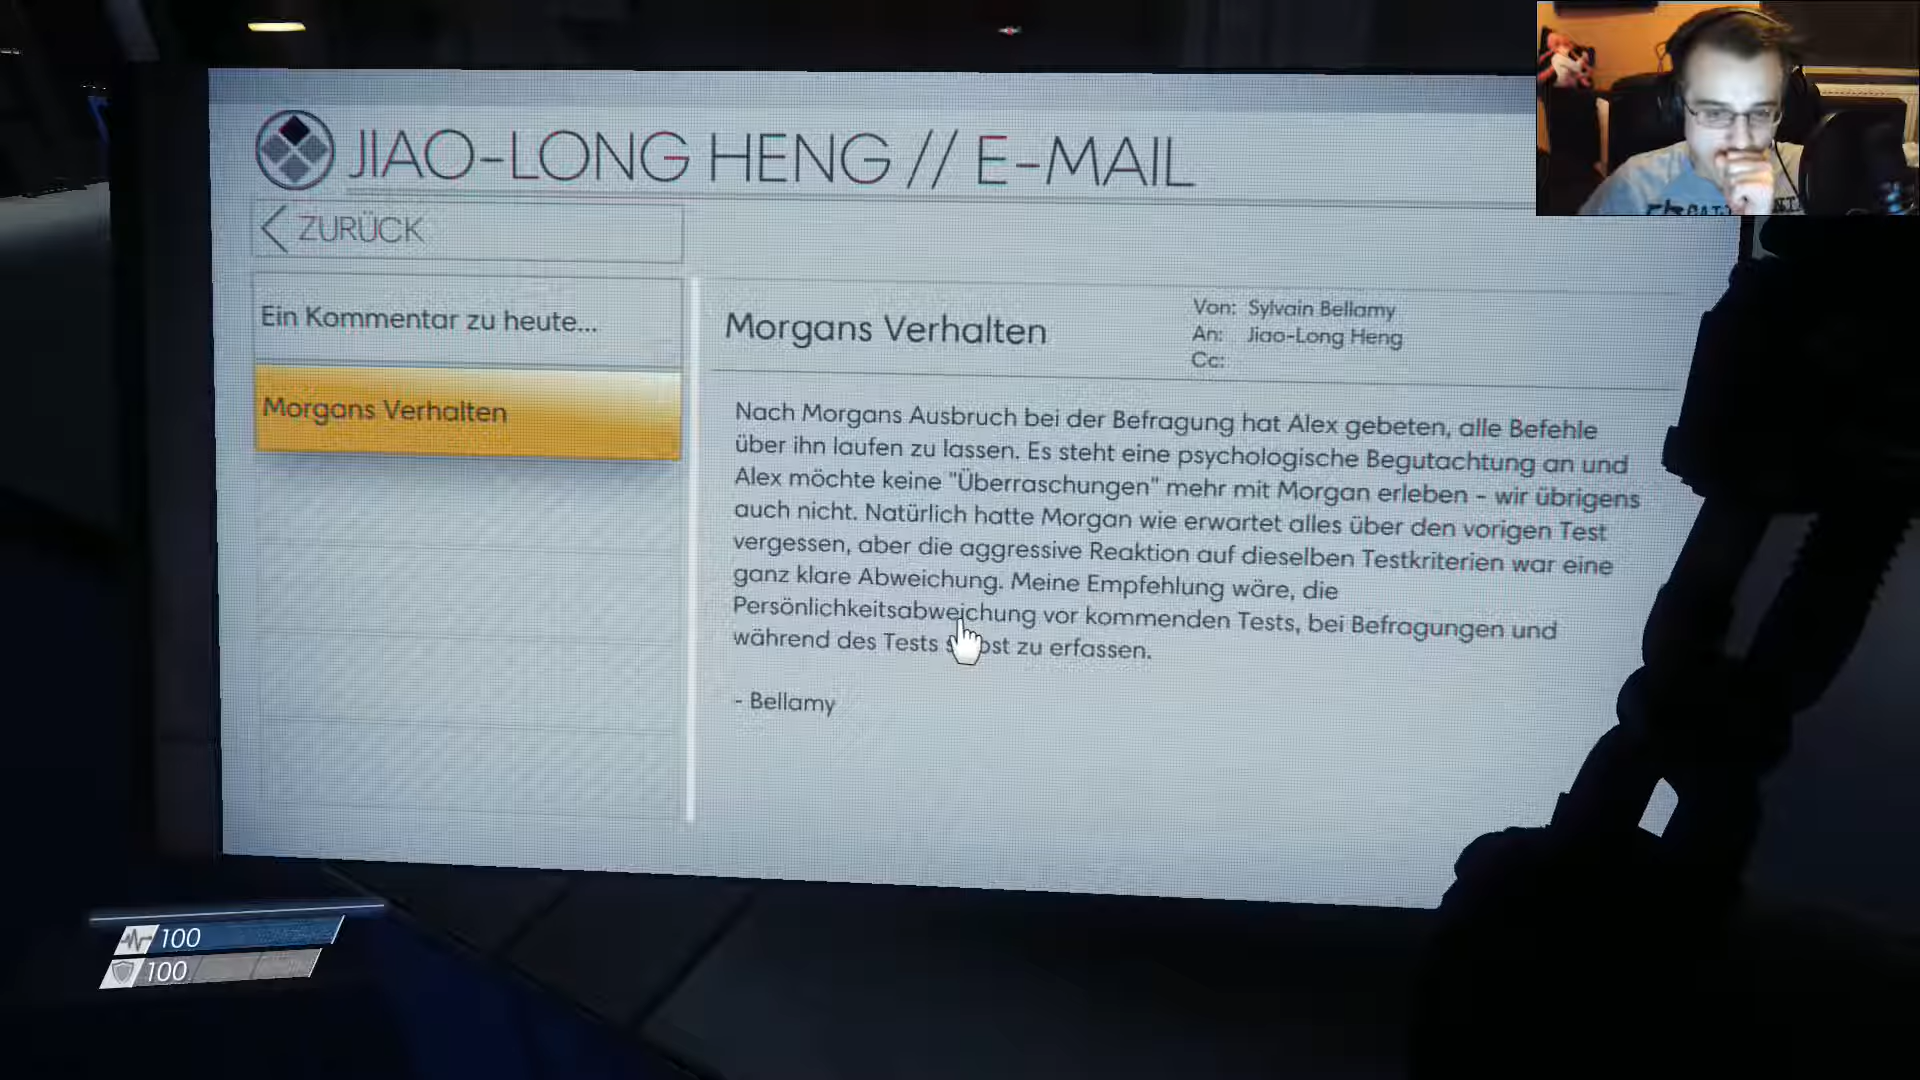 JIAO-LONG HENG // E-MAIL
ZURÜCK
Ein Kommentar zu heute...
Morgans Verhalten
Morgans Verhalten
Von: Sylvain Bellamy
An: Jiao-Long Heng
Cc:
Nach Morgans Ausbruch bei der Befragung hat Alex gebeten, alle Befehle
über ihn laufen zu lassen. Es steht eine psychologische Begutachtung an und
Alex möchte keine "Überraschungen" mehr mit Morgan erleben - wir übrigens
auch nicht. Natürlich hatte Morgan wie erwartet alles über den vorigen Test
vergessen, aber die aggressive Reaktion auf dieselben Testkriterien war eine
ganz klare Abweichung. Meine Empfehlung wäre, die
Persönlichkeitsabweichung vor kommenden Tests, bei Befragungen und
während des Tests zu erfassen.
- Bellamy
100
100